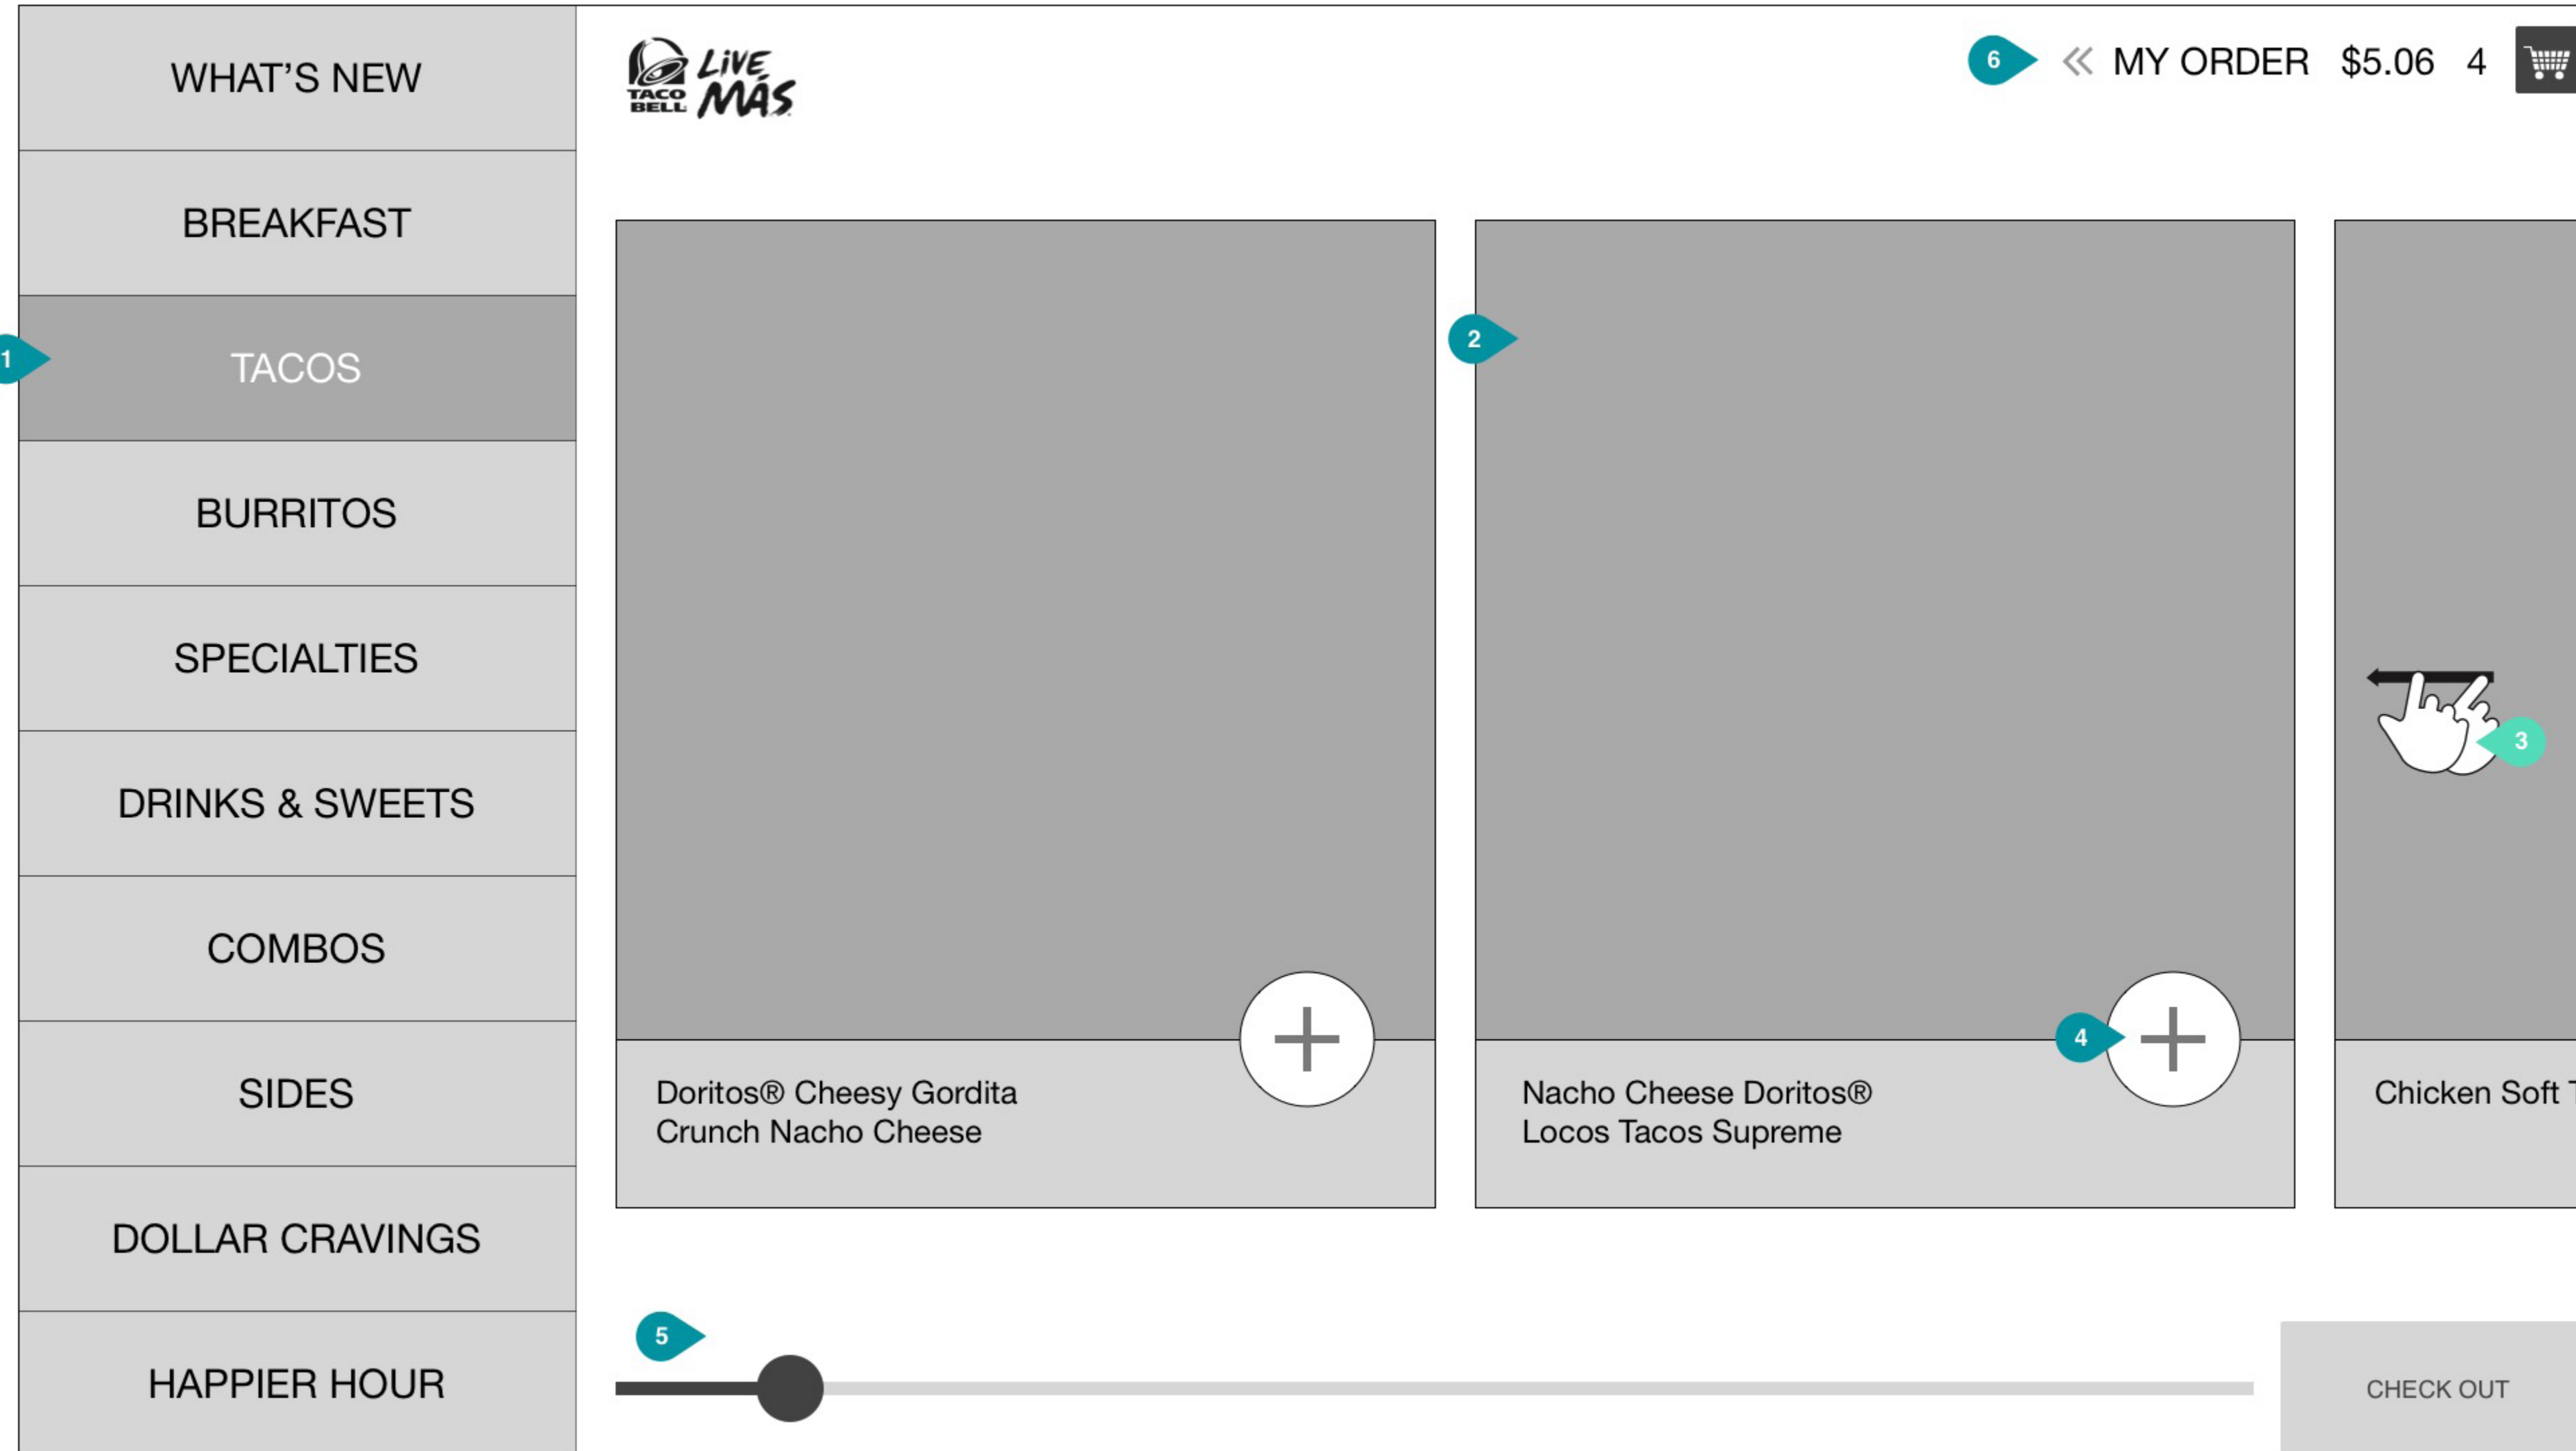 WHAT'S NEW
BREAKFAST
1
TACOS
BURRITOS
SPECIALTIES
DRINKS & SWEETS
COMBOS
SIDES
DOLLAR CRAVINGS
HAPPIER HOUR
TACO
BELL
LiVE
MÁS
6
MY ORDER $5.06 4
2
3
4
Doritos® Cheesy Gordita
Crunch Nacho Cheese
Nacho Cheese Doritos®
Locos Tacos Supreme
Chicken Soft T
5
CHECK OUT